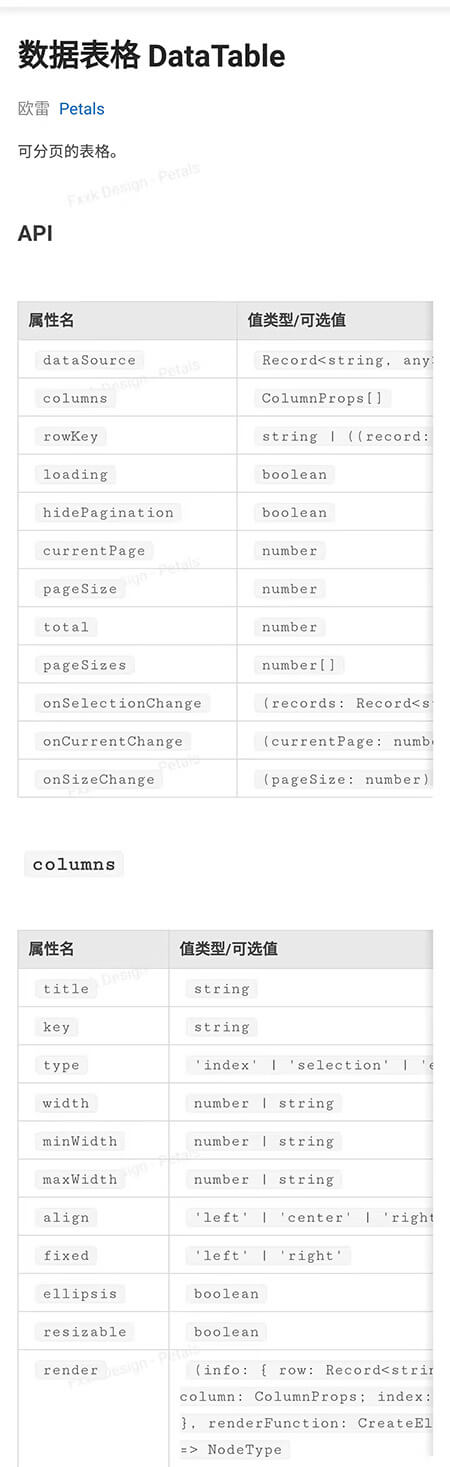 数据表格 DataTable
欧雷 Petals
可分页的表格。
Fxxk Design - Petals
API
属性名 值类型/可选值
dataSource Record<string, any>
columns ColumnProps[]
rowKey string | ((record:
loading boolean
hidePagination boolean
currentPage number
pageSize number
total number
pageSizes number[]
onSelectionChange (records: Record<st
onCurrentChange (currentPage: numbe
onSizeChange (pageSize: number)
columns
属性名 值类型/可选值
title string
key string
type 'index' | 'selection' | 'e
width number | string
minWidth number | string
maxWidth number | string
align 'left' | 'center' | 'right
fixed 'left' | 'right'
ellipsis boolean
resizable boolean
render (info: { row: Record<strin
column: ColumnProps; index:
}, renderFunction: CreateEl
=> NodeType